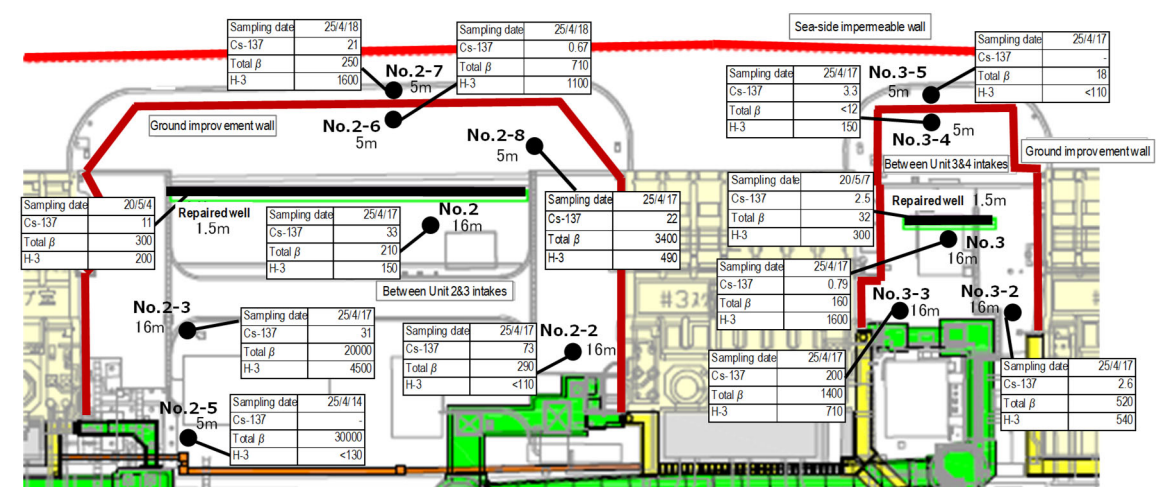 Sea-side impermeable wall
Sampling date 25/4/18
Cs-137 21
Total β 250
H-3 1600
No.2-7
5m
Sampling date 25/4/18
Cs-137 0.67
Total β 710
H-3 1100
No.2-6
5m
Sampling date 25/4/17
Cs-137 -
Total β 18
H-3 <110
No.3-5
5m
Sampling date 25/4/17
Cs-137 3.3
Total β <12
H-3 150
No.3-4
5m
Ground improvement wall
Ground improvement wall
No.2-8
5m
Between Unit 3&4 intakes
Sampling date 20/5/4
Cs-137 11
Total β 300
H-3 200
Repaired well
1.5m
Sampling date 25/4/17
Cs-137 33
Total β 210
H-3 150
No.2
16m
Sampling date 25/4/17
Cs-137 22
Total β 3400
H-3 490
Sampling date 20/5/7
Cs-137 2.5
Total β 32
H-3 300
Repaired well 1.5m
No.3
16m
Between Unit 2&3 intakes
Sampling date 25/4/17
Cs-137 0.79
Total β 160
H-3 1600
No.2-3
16m
Sampling date 25/4/17
Cs-137 31
Total β 20000
H-3 4500
Sampling date 25/4/17
Cs-137 73
Total β 290
H-3 <110
No.2-2
16m
#3ス
No.3-3
16m
No.3-2
16m
Sampling date 25/4/17
Cs-137 200
Total β 1400
H-3 710
Sampling date 25/4/17
Cs-137 2.6
Total β 520
H-3 540
No.2-5
5m
Sampling date 25/4/14
Cs-137 -
Total β 30000
H-3 <130